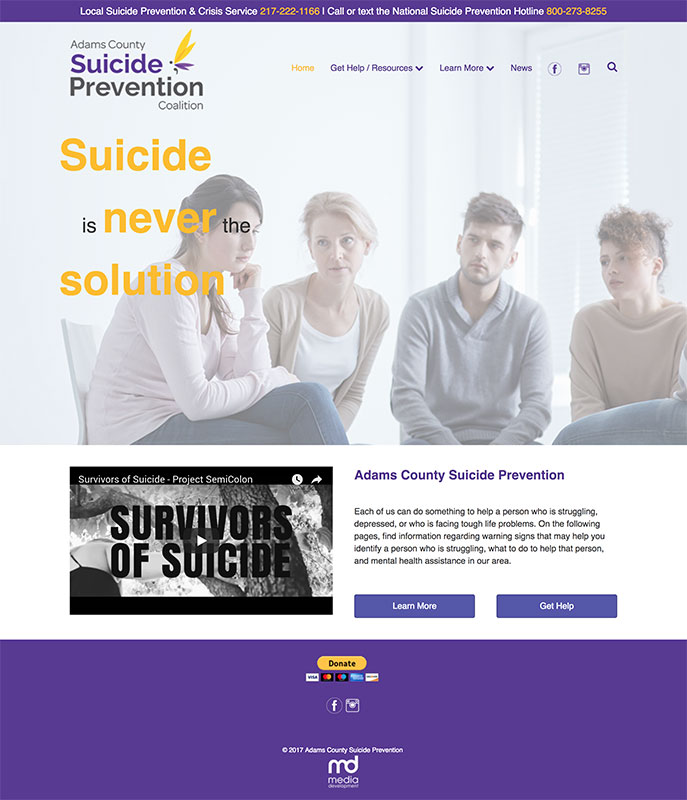 Local Suicide Prevention & Crisis Service 217-222-1166 I Call or text the National Suicide Prevention Hotline 800-273-8255
Adams County
Suicide
Prevention
Coalition
Home Get Help / Resources Learn More News
Suicide
is never the
solution
Survivors of Suicide - Project SemiColon
SURVIVORS
OF SUICIDE
Adams County Suicide Prevention
Each of us can do something to help a person who is struggling,
depressed, or who is facing tough life problems. On the following
pages, find information regarding warning signs that may help you
identify a person who is struggling, what to do to help that person,
and mental health assistance in our area.
Learn More Get Help
Donate
VISA
© 2017 Adams County Suicide Prevention
md
media
development